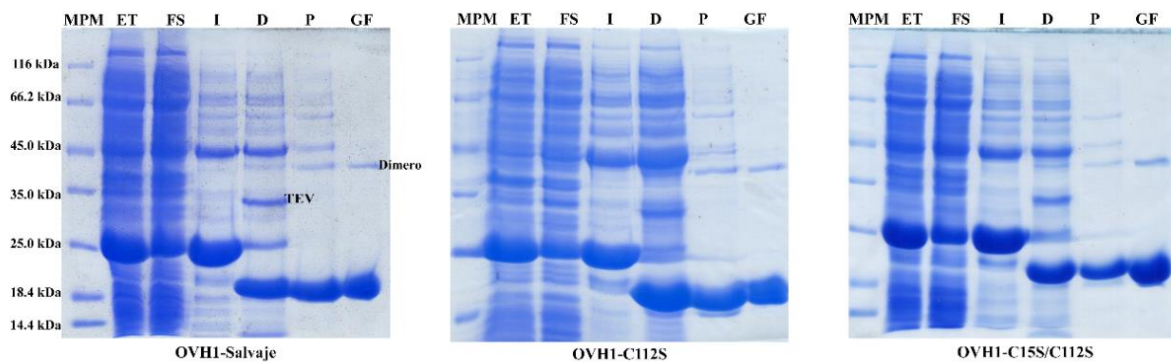 MPM ET FS I D P GF
MPM ET FS I D P GF
MPM ET FS I D P GF
116 kDa
66.2 kDa
45.0 kDa
Dimero
35.0 kDa
TEV
25.0 kDa
18.4 kDa
14.4 kDa
OVH1-Salvaje
OVH1-C112S
OVH1-C15S/C112S